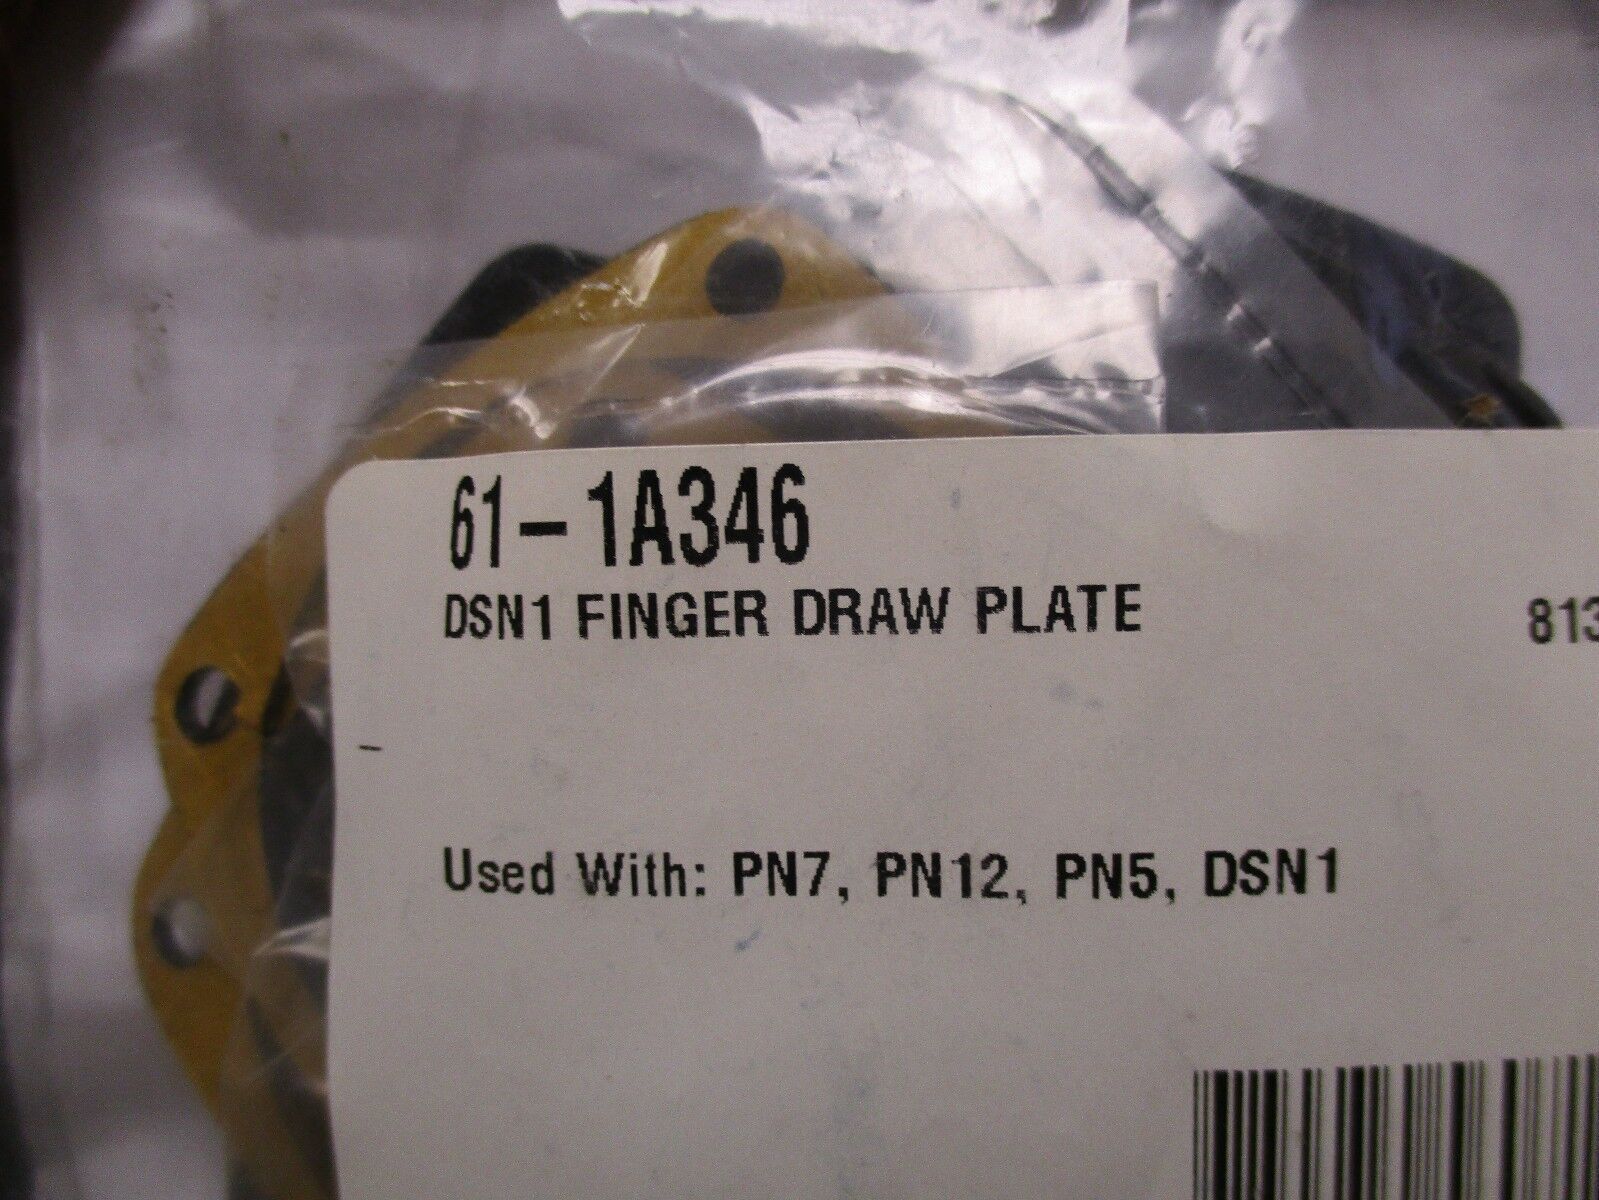 61-1A346
DSN1 FINGER DRAW PLATE
813
Used With: PN7, PN12, PN5, DSN1